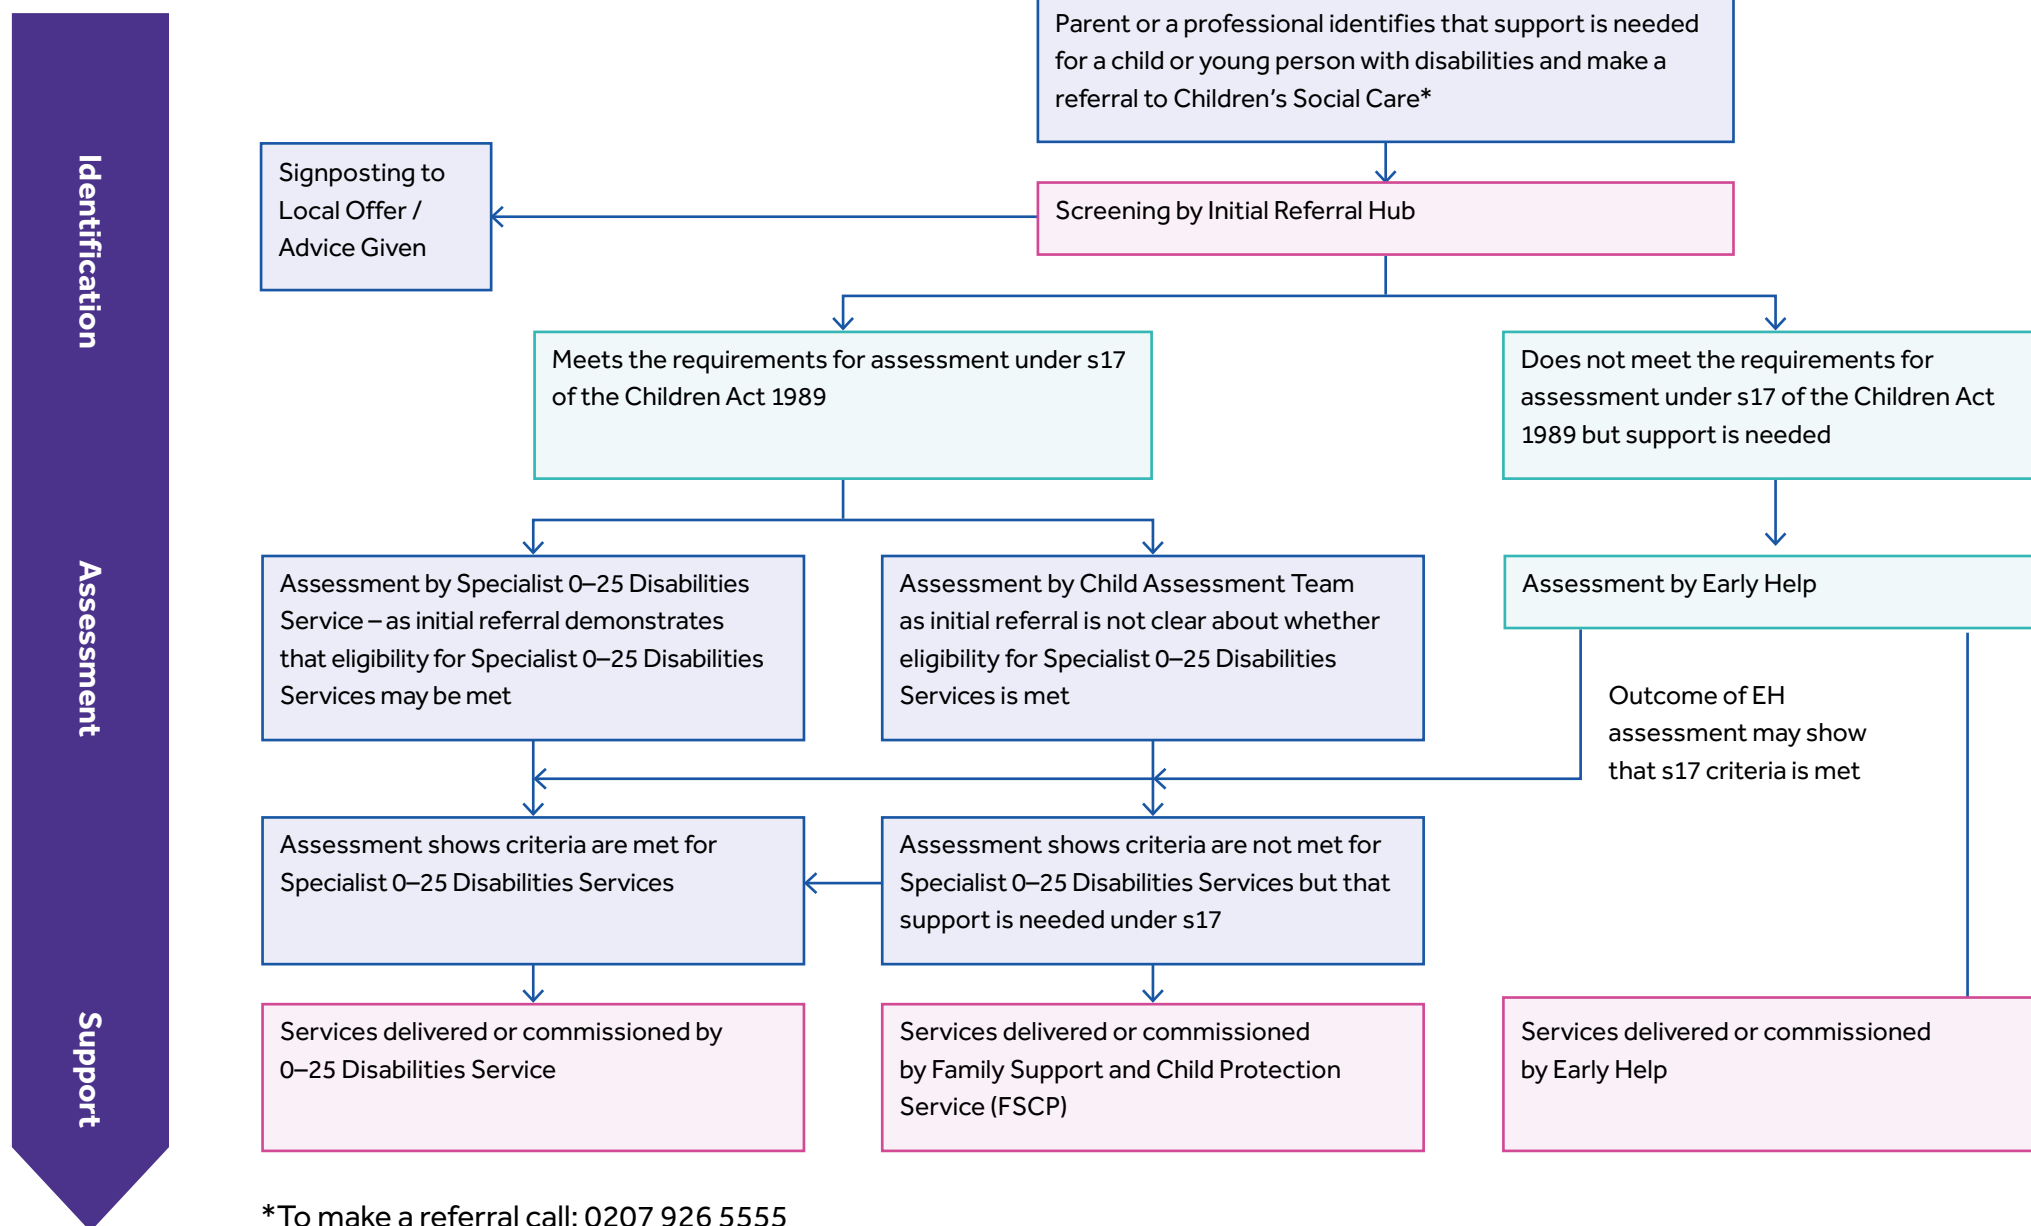 Parent or a professional identifies that support is needed
for a child or young person with disabilities and make a
referral to Children’s Social Care*
Identification
Signposting to
Local Offer /
Advice Given
Screening by Initial Referral Hub
Meets the requirements for assessment under s17
of the Children Act 1989
Does not meet the requirements for
assessment under s17 of the Children Act
1989 but support is needed
Assessment
Assessment by Specialist 0–25 Disabilities
Service – as initial referral demonstrates
that eligibility for Specialist 0–25 Disabilities
Services may be met
Assessment by Child Assessment Team
as initial referral is not clear about whether
eligibility for Specialist 0–25 Disabilities
Services is met
Assessment by Early Help
Outcome of EH
assessment may show
that s17 criteria is met
Assessment shows criteria are met for
Specialist 0–25 Disabilities Services
Assessment shows criteria are not met for
Specialist 0–25 Disabilities Services but that
support is needed under s17
Support
Services delivered or commissioned by
0–25 Disabilities Service
Services delivered or commissioned
by Family Support and Child Protection
Service (FSCP)
Services delivered or commissioned
by Early Help
*To make a referral call: 0207 926 5555